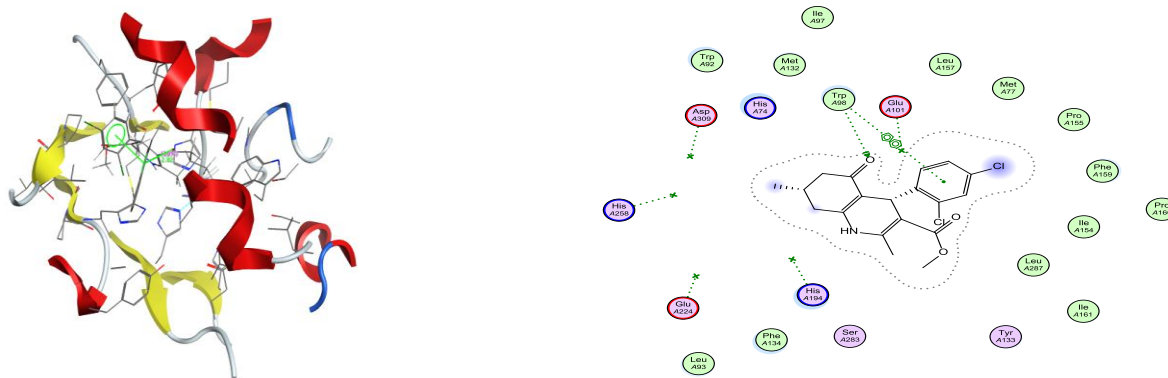 Ile
A97
Trp
A92
Met
A132
Leu
A157
Met
A77
His
A74
Trp
A98
Glu
A101
Asp
A309
Pro
A155
Cl
O
Phe
A159
His
A258
Cl
O
Pro
HN
O
Ile
A154
Leu
A287
Glu
A224
His
A194
Ile
A161
Phe
A134
Ser
A283
Tyr
A133
Leu
A93